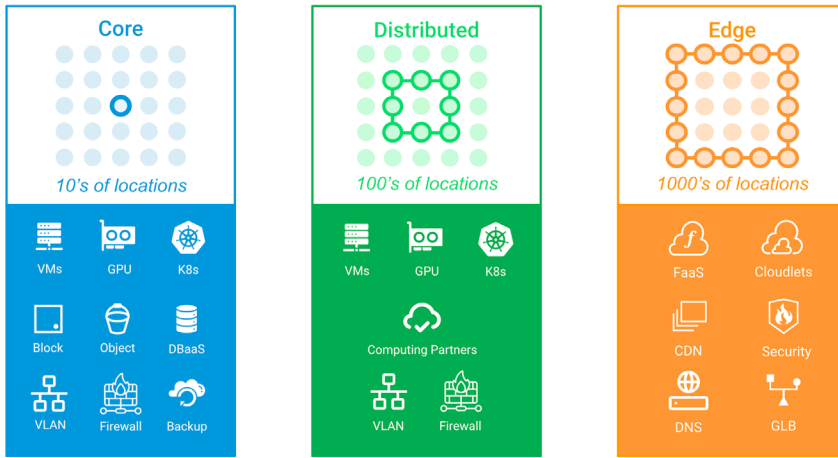 Core
10's of locations
VMs
GPU
K8s
Block
Object
DBaaS
VLAN
Firewall
Backup
Distributed
100's of locations
VMs
GPU
K8s
Computing Partners
VLAN
Firewall
Edge
1000's of locations
FaaS
Cloudlets
CDN
Security
DNS
GLB